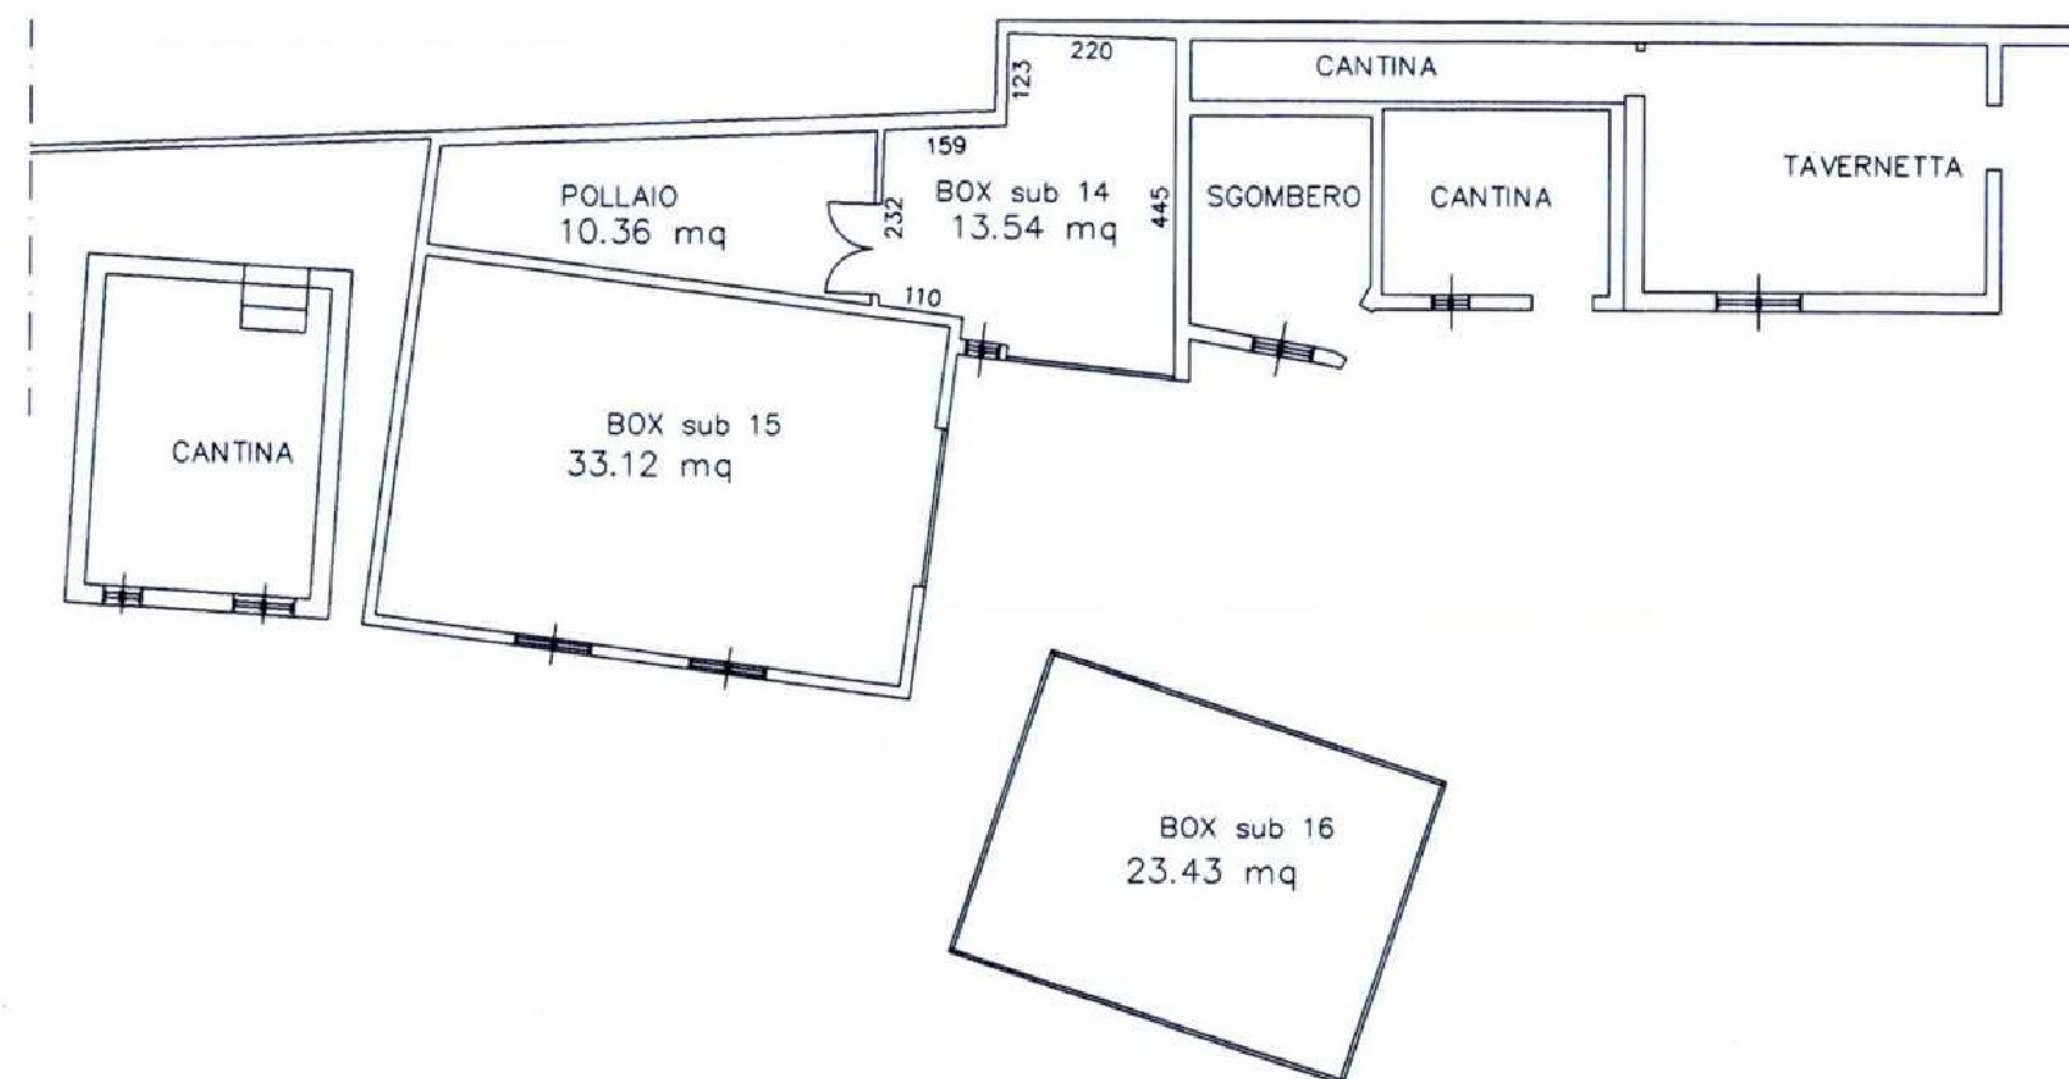 220
CANTINA
123
159
TAVERNETTA
POLLAIO
10.36 mq
232
BOX sub 14
13.54 mq
445
SGOMBERO
CANTINA
110
CANTINA
BOX sub 15
33.12 mq
BOX sub 16
23.43 mq